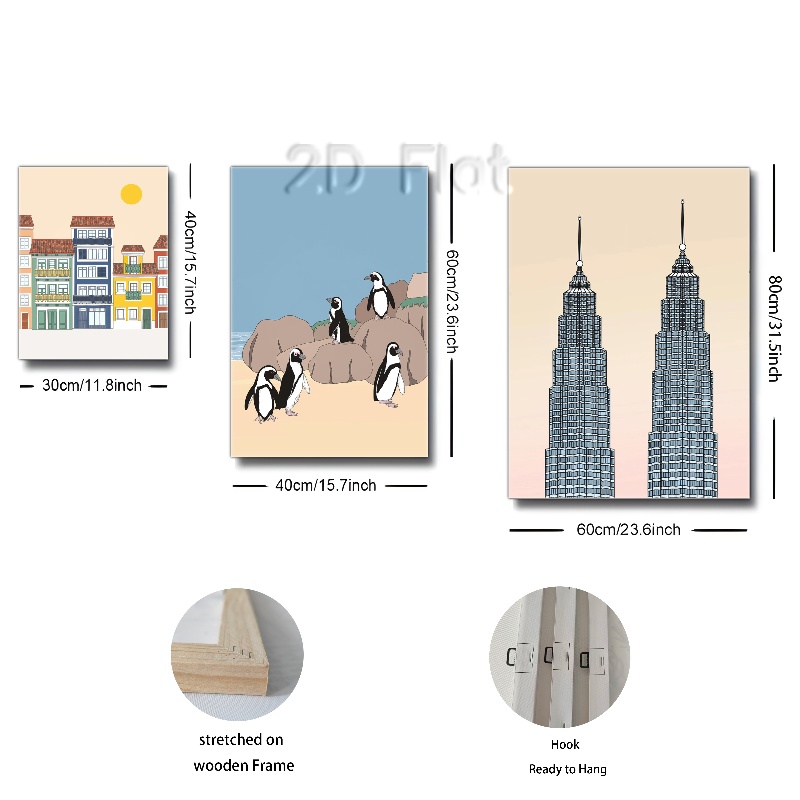 2D Flat
40cm/15.7inch
30cm/11.8inch
60cm/23.6inch
40cm/15.7inch
80cm/31.5inch
60cm/23.6inch
stretched on
wooden Frame
Hook
Ready to Hang